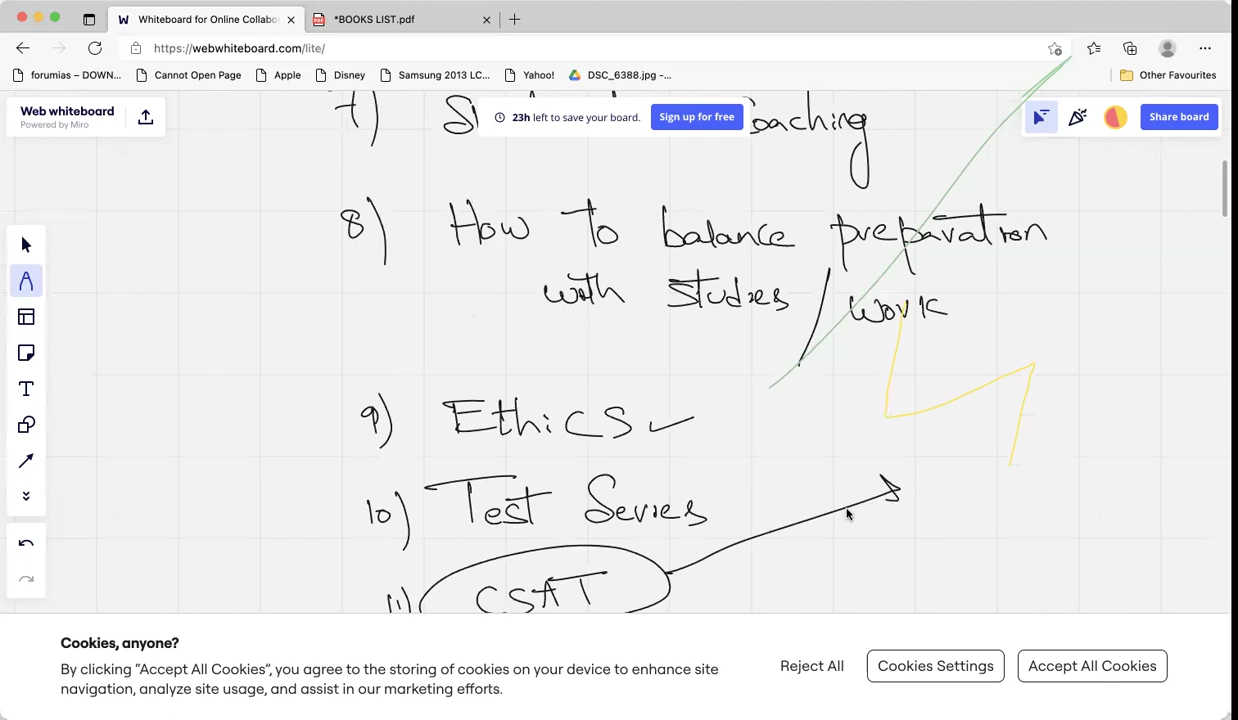 Whiteboard for Online Collabo
*BOOKS LIST.pdf
https://webwhiteboard.com/lite/
forumias – DOWN...
Cannot Open Page
Apple
Disney
Samsung 2013 LC...
Yahoo!
DSC_6388.jpg -...
Other Favourites
Web whiteboard
Powered by Miro
23h left to save your board.
Sign up for free
Share board
7)
oaching
8) How To balance preparation
with studies / work
9) Ethics
10) Test Series
11) CSAT
Cookies, anyone?
By clicking “Accept All Cookies”, you agree to the storing of cookies on your device to enhance site
navigation, analyze site usage, and assist in our marketing efforts.
Reject All
Cookies Settings
Accept All Cookies